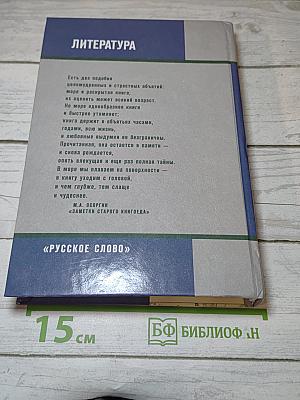 ЛИТЕРАТУРА
Есть два подобия
целомудренных и страстных объятий:
море и раскрытая книга,
их оценить может всякий возраст.
Но море однообразнее книги
и быстрее утомляет;
книга держит в объятьях часами,
годами, всю жизнь,
и любовные выдумки ее безграничны.
Прочитанная, она остается в памяти —
и снова рождается,
опять влекущая и еще раз полная тайны.
В море мы плаваем на поверхности —
в книгу уходим с головой,
и чем глубже, тем слаще
и чудеснее.
М.А. ОСОРГИН
«ЗАМЕТКИ СТАРОГО КНИГОЕДА»
«РУССКОЕ СЛОВО»
15 см
БФ БИБЛИОФАН